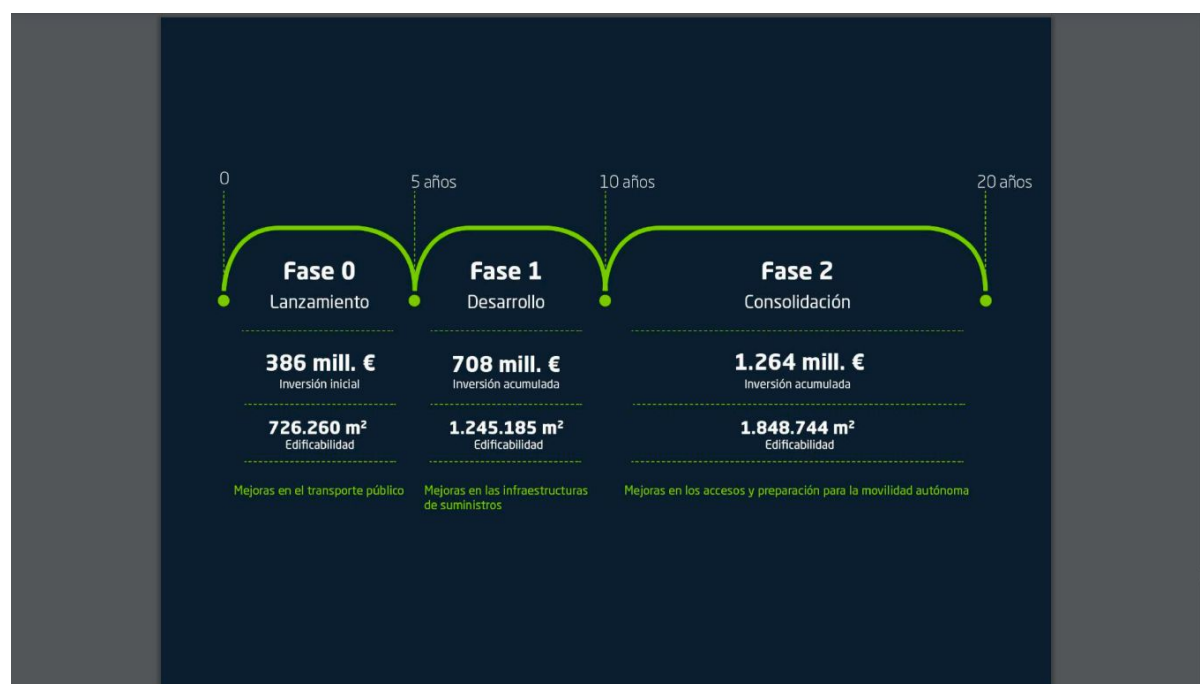 0
5 años
10 años
20 años
Fase 0
Lanzamiento
386 mill. €
Inversión inicial
726.260 m²
Edificabilidad
Mejoras en el transporte público
Fase 1
Desarrollo
708 mill. €
Inversión acumulada
1.245.185 m²
Edificabilidad
Mejoras en las infraestructuras
de suministros
Fase 2
Consolidación
1.264 mill. €
Inversión acumulada
1.848.744 m²
Edificabilidad
Mejoras en los accesos y preparación para la movilidad autónoma